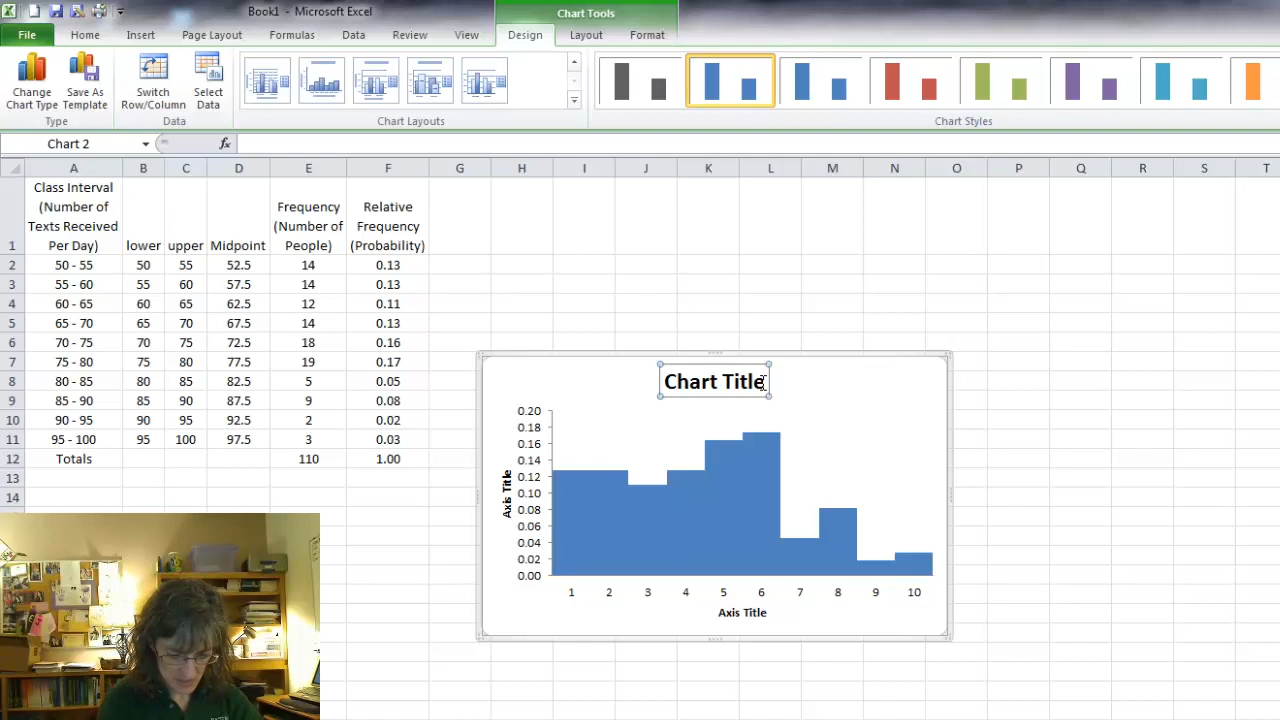 Book1 - Microsoft Excel
Chart Tools
File Home Insert Page Layout Formulas Data Review View Design Layout Format
Change Chart Type
Save As Template
Switch Row/Column
Select Data
Type Data Chart Layouts Chart Styles
Chart 2 fx
A B C D E F G H I J K L M N O P Q R S T
Class Interval
(Number of Frequency Relative
Texts Received (Number of Frequency
1 Per Day) lower upper Midpoint People) (Probability)
2 50 - 55 50 55 52.5 14 0.13
3 55 - 60 55 60 57.5 14 0.13
4 60 - 65 60 65 62.5 12 0.11
5 65 - 70 65 70 67.5 14 0.13
6 70 - 75 70 75 72.5 18 0.16
7 75 - 80 75 80 77.5 19 0.17
8 80 - 85 80 85 82.5 5 0.05
9 85 - 90 85 90 87.5 9 0.08
10 90 - 95 90 95 92.5 2 0.02
11 95 - 100 95 100 97.5 3 0.03
12 Totals 110 1.00
13
14
Chart Title
0.20
0.18
0.16
0.14
0.12
0.10
0.08
0.06
0.04
0.02
0.00
Axis Title
1 2 3 4 5 6 7 8 9 10
Axis Title